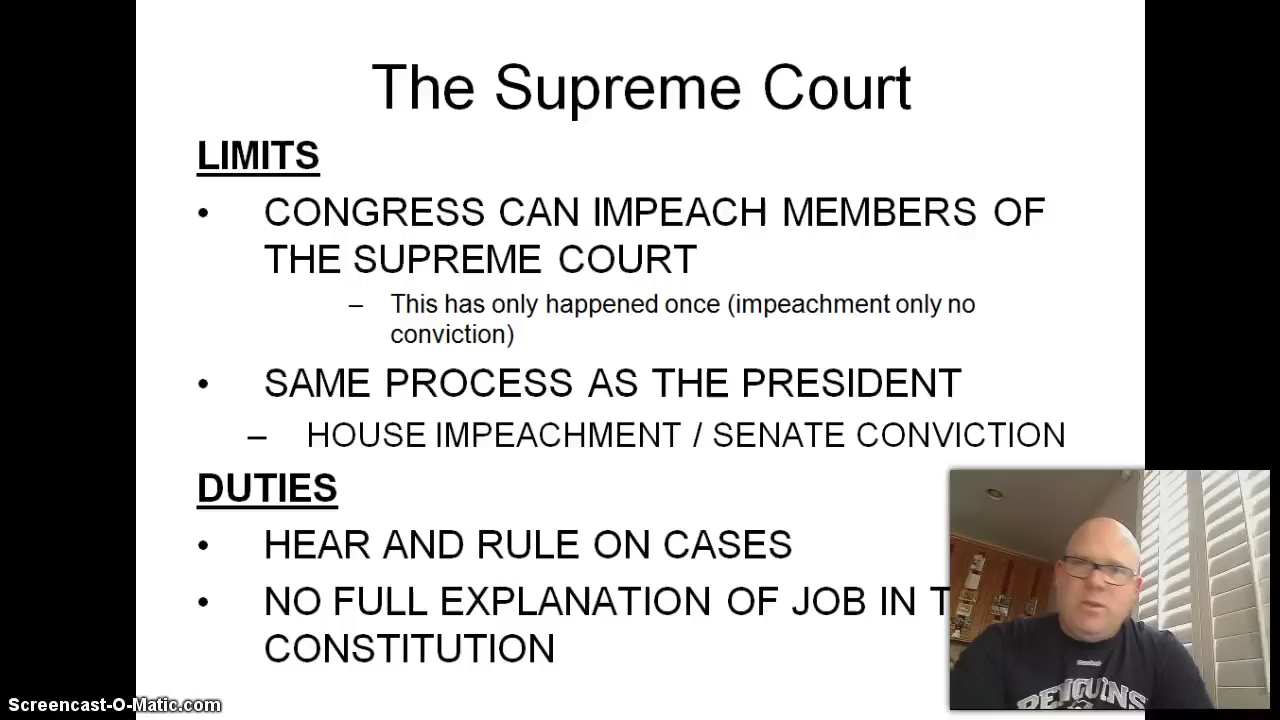 The Supreme Court
LIMITS
• CONGRESS CAN IMPEACH MEMBERS OF
THE SUPREME COURT
– This has only happened once (impeachment only no
conviction)
• SAME PROCESS AS THE PRESIDENT
– HOUSE IMPEACHMENT / SENATE CONVICTION
DUTIES
• HEAR AND RULE ON CASES
• NO FULL EXPLANATION OF JOB IN T
CONSTITUTION
Reebok
PENGUINS
Screencast-O-Matic.com